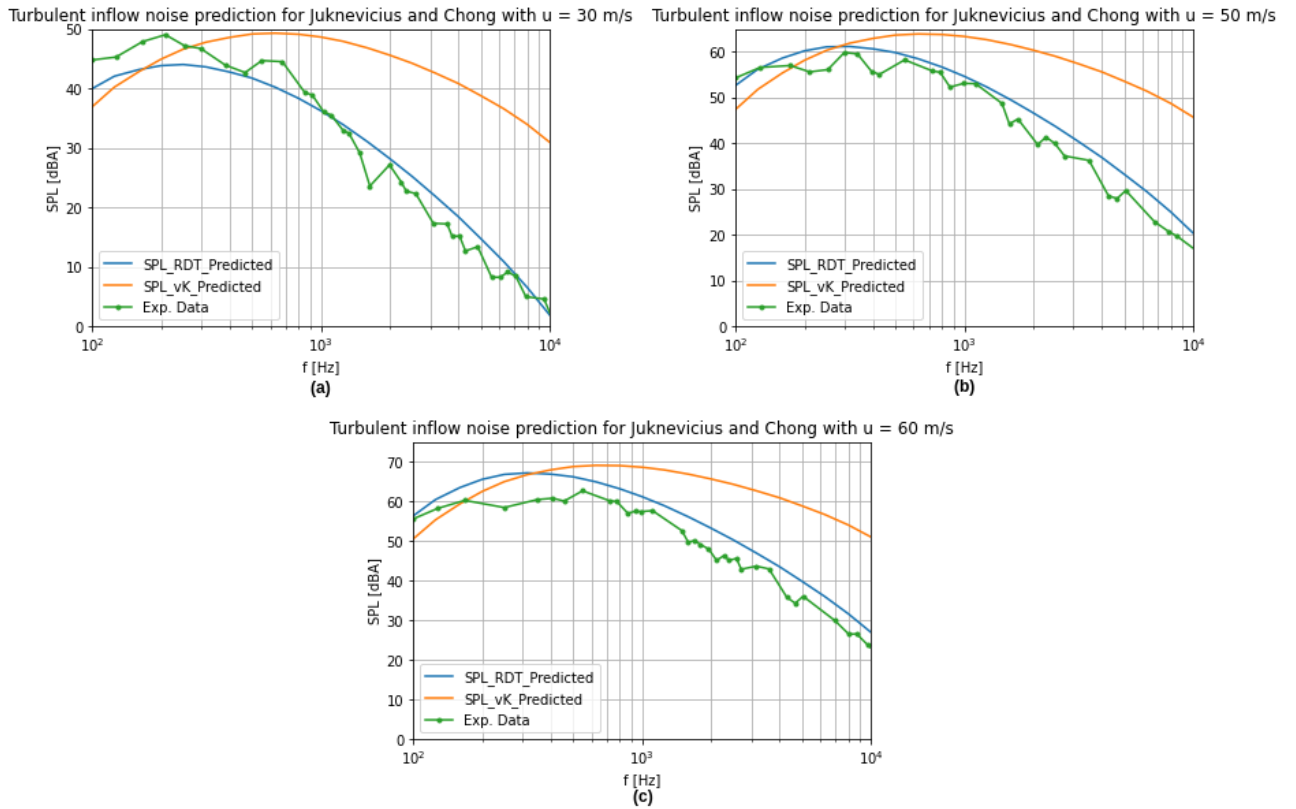 Turbulent inflow noise prediction for Juknevicius and Chong with u = 30 m/s
50
40
30
20
10
0
SPL [dBA]
SPL_RDT_Predicted
SPL_vK_Predicted
Exp. Data
10²
10³
10⁴
f [Hz]
(a)
Turbulent inflow noise prediction for Juknevicius and Chong with u = 50 m/s
60
50
40
30
20
10
0
SPL [dBA]
SPL_RDT_Predicted
SPL_vK_Predicted
Exp. Data
10²
10³
10⁴
f [Hz]
(b)
Turbulent inflow noise prediction for Juknevicius and Chong with u = 60 m/s
70
60
50
40
30
20
10
0
SPL [dBA]
SPL_RDT_Predicted
SPL_vK_Predicted
Exp. Data
10²
10³
10⁴
f [Hz]
(c)